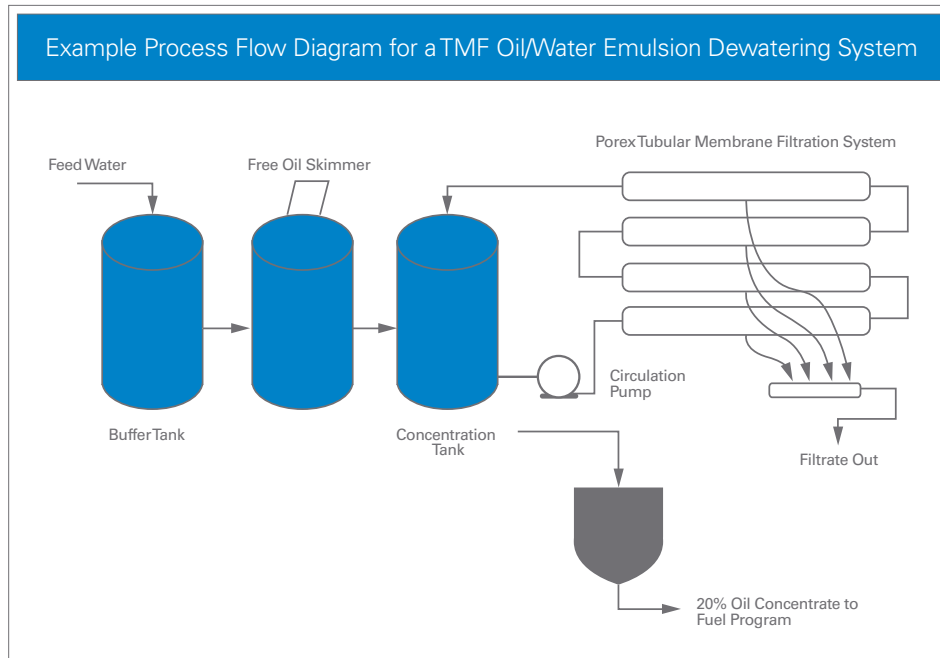 Example Process Flow Diagram for a TMF Oil/Water Emulsion Dewatering System
Porex Tubular Membrane Filtration System
Feed Water
Free Oil Skimmer
Circulation
Pump
Buffer Tank
Concentration
Tank
Filtrate Out
20% Oil Concentrate to
Fuel Program